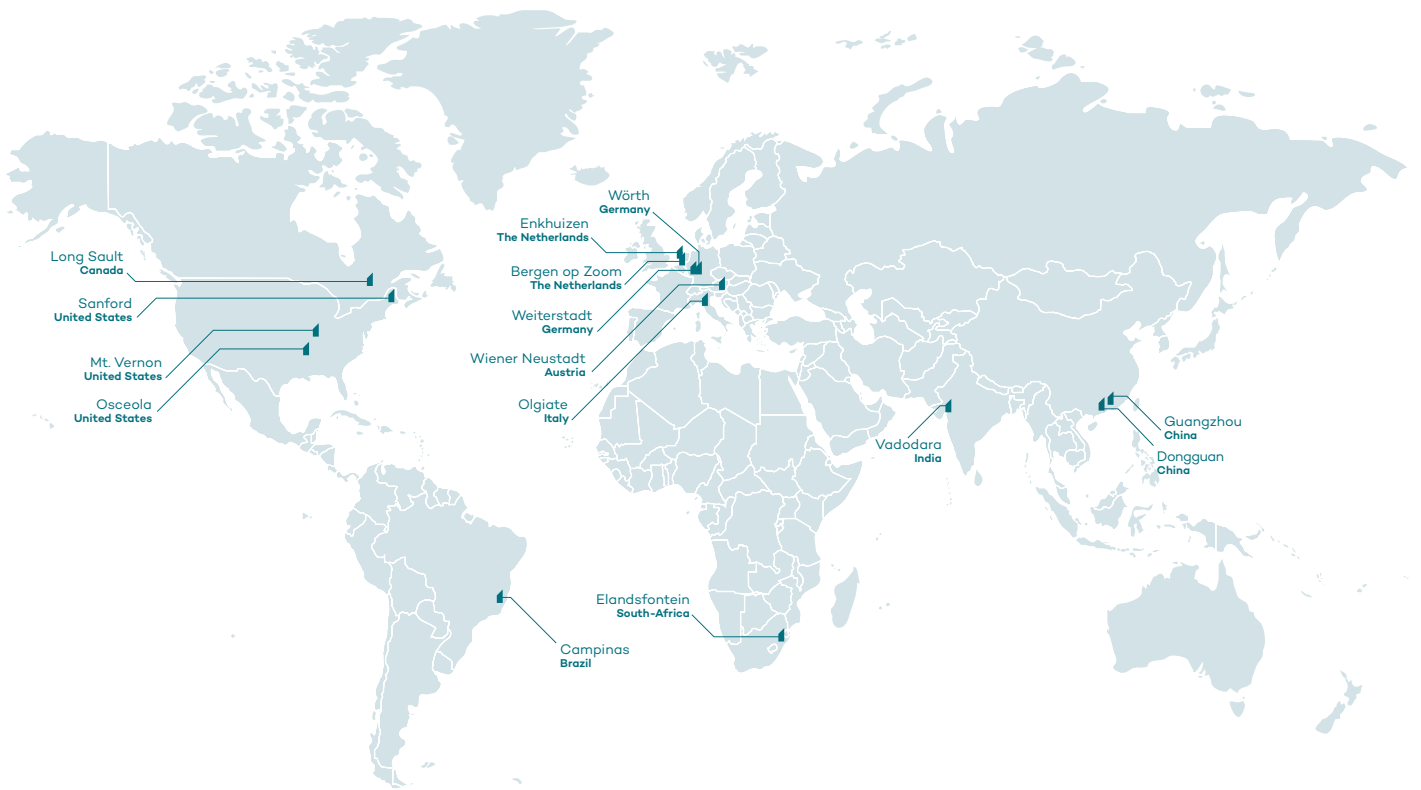 Wörth
Germany
Enkhuizen
The Netherlands
Long Sault
Canada
Bergen op Zoom
The Netherlands
Sanford
United States
Weiterstadt
Germany
Mt. Vernon
United States
Wiener Neustadt
Austria
Osceola
United States
Olgiate
Italy
Guangzhou
China
Vadodara
India
Dongguan
China
Elandsfontein
South-Africa
Campinas
Brazil